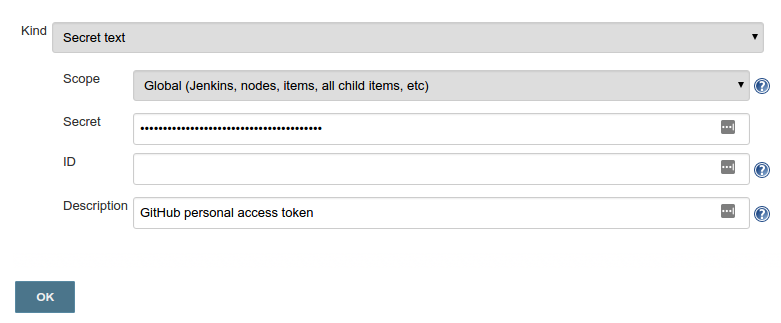 Kind
Secret text
Scope
Global (Jenkins, nodes, items, all child items, etc)
Secret
••••••••••••••••••••••••••••••••••••••••
ID
Description
GitHub personal access token
OK